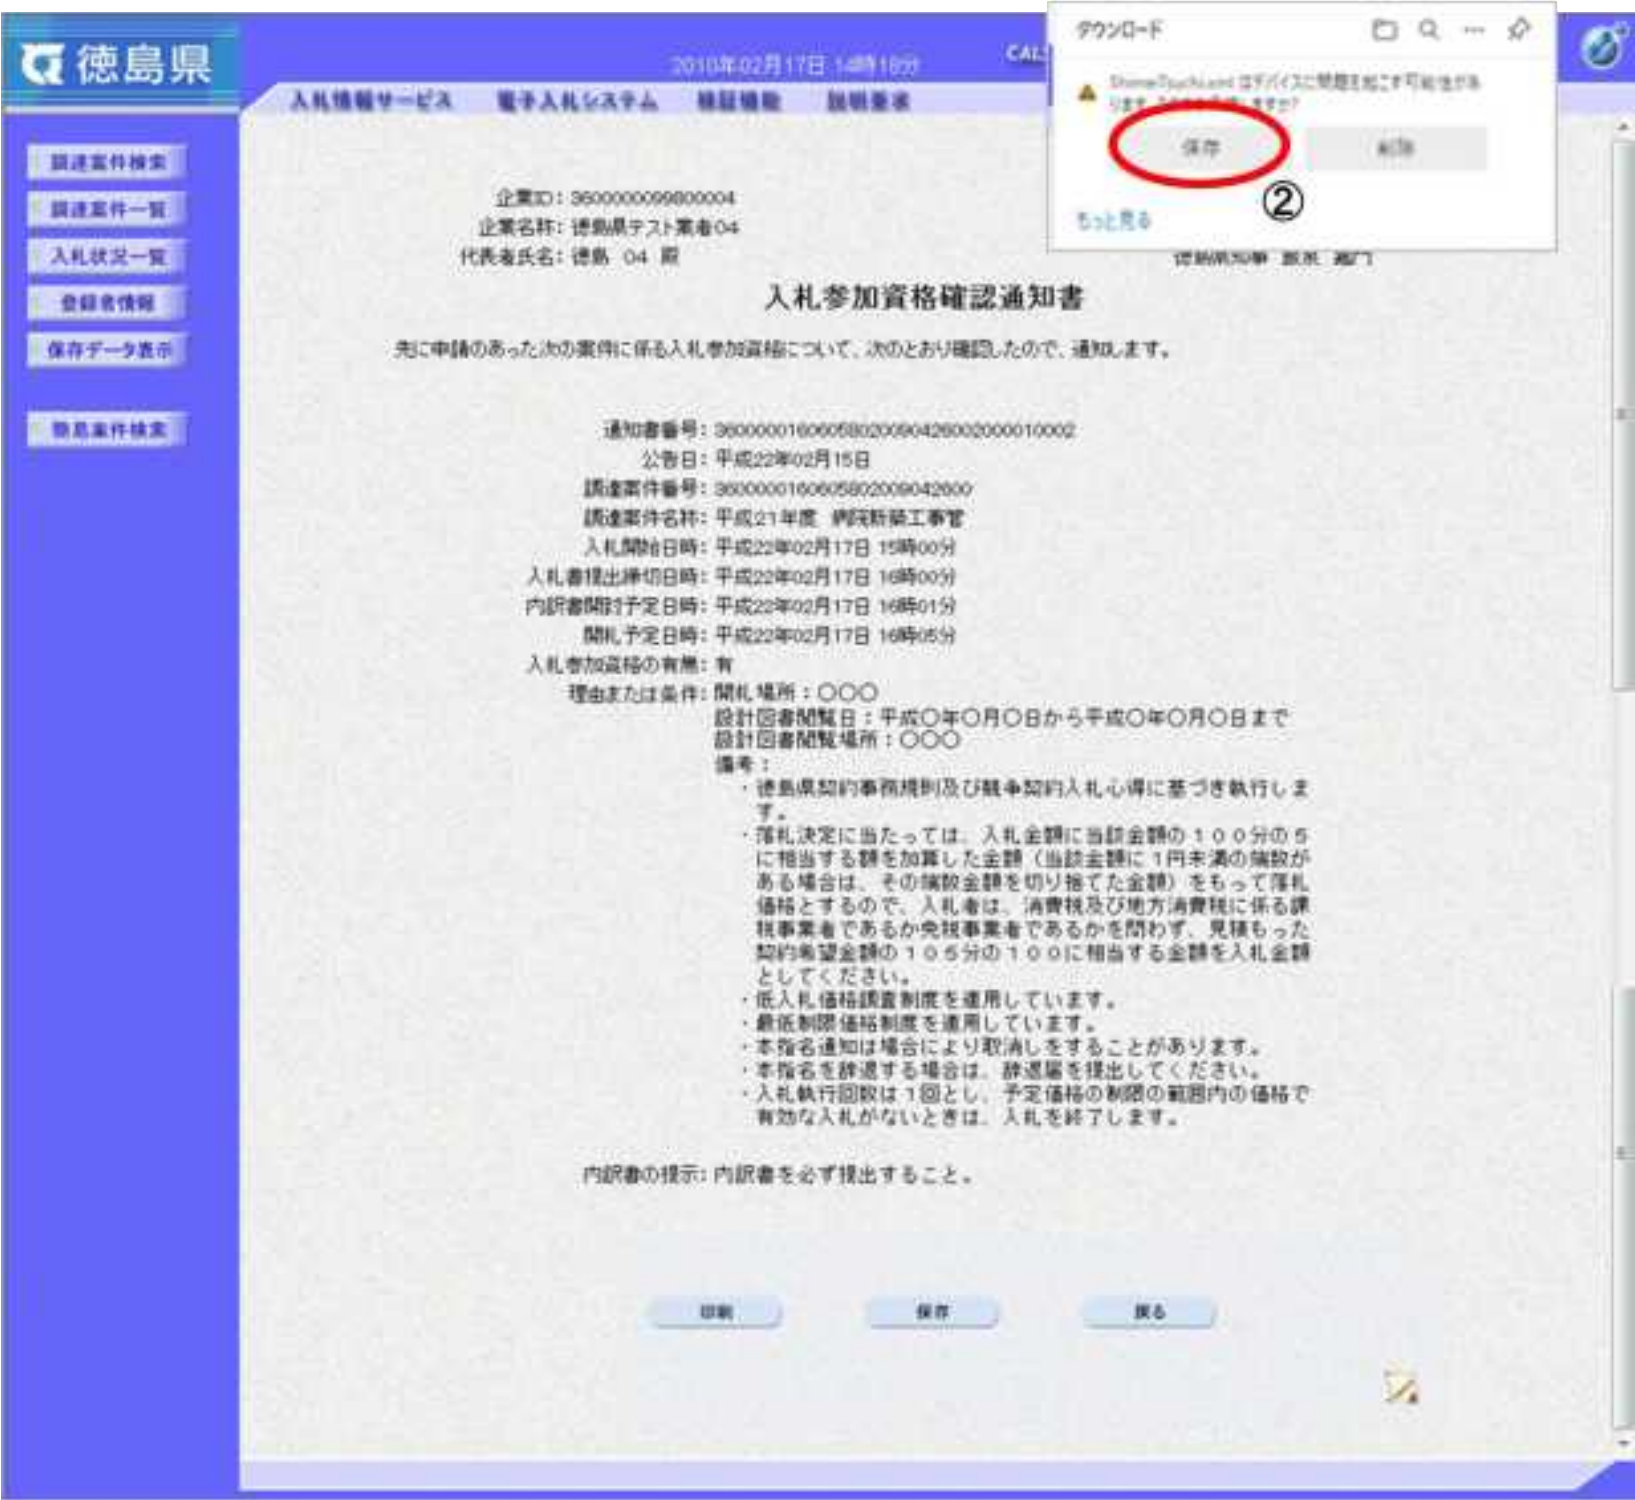 徳島県
2010年02月17日 14時18分
CALS
入札情報サービス 電子入札システム 検証機能 説明要求
ダウンロード
はデバイスに問題を起こす可能性があ
ります。
保存 削除
②
もっと見る
調達案件検索
調達案件一覧
入札状況一覧
登録者情報
保存データ表示
簡易案件検索
企業ID: 3600000099800004
企業名称: 徳島県テスト業者04
代表者氏名: 徳島 04 殿
徳島県知事 飯泉 嘉門
入札参加資格確認通知書
先に申請のあった次の案件に係る入札参加資格について、次のとおり確認したので、通知します。
通知書番号: 36000001606058020090426002000010002
公告日: 平成22年02月15日
調達案件番号: 3600000160605802009042600
調達案件名称: 平成21年度 病院新築工事管
入札開始日時: 平成22年02月17日 15時00分
入札書提出締切日時: 平成22年02月17日 16時00分
内訳書開封予定日時: 平成22年02月17日 16時01分
開札予定日時: 平成22年02月17日 16時05分
入札参加資格の有無: 有
理由または条件: 開札場所：〇〇〇
設計図書閲覧日：平成〇年〇月〇日から平成〇年〇月〇日まで
設計図書閲覧場所：〇〇〇
備考：
・徳島県契約事務規則及び競争契約入札心得に基づき執行しま
す。
・落札決定に当たっては、入札金額に当該金額の１００分の５
に相当する額を加算した金額（当該金額に１円未満の端数が
ある場合は、その端数金額を切り捨てた金額）をもって落札
価格とするので、入札者は、消費税及び地方消費税に係る課
税事業者であるか免税事業者であるかを問わず、見積もった
契約希望金額の１０５分の１００に相当する金額を入札金額
としてください。
・低入札価格調査制度を運用しています。
・最低制限価格制度を運用しています。
・本指名通知は場合により取消しをすることがあります。
・本指名を辞退する場合は、辞退届を提出してください。
・入札執行回数は１回とし、予定価格の制限の範囲内の価格で
有効な入札がないときは、入札を終了します。
内訳書の提示: 内訳書を必ず提出すること。
印刷 保存 戻る